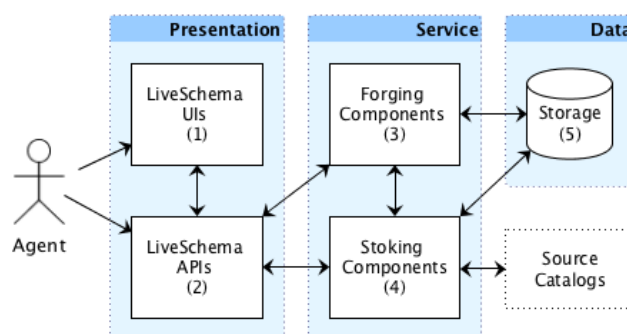 Presentation
Service
Data
LiveSchema
UIs
(1)
Forging
Components
(3)
Storage
(5)
Agent
LiveSchema
APIs
(2)
Stoking
Components
(4)
Source
Catalogs